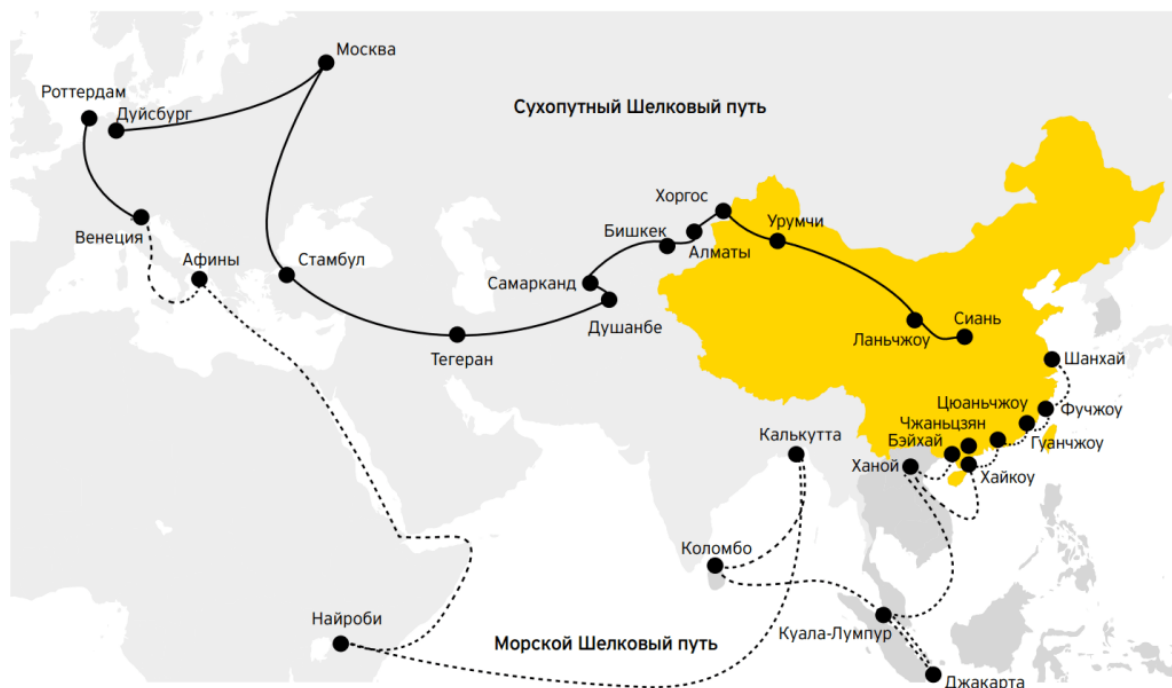 Москва
Роттердам
Дуйсбург
Сухопутный Шелковый путь
Хоргос
Урумчи
Бишкек
Алматы
Венеция
Афины
Стамбул
Самарканд
Душанбе
Тегеран
Ланьчжоу
Сиань
Шанхай
Цюаньчжоу
Фучжоу
Чжаньцзян
Гуанчжоу
Бэйхай
Калькутта
Ханой
Хайкоу
Коломбо
Найроби
Морской Шелковый путь
Куала-Лумпур
Джакарта